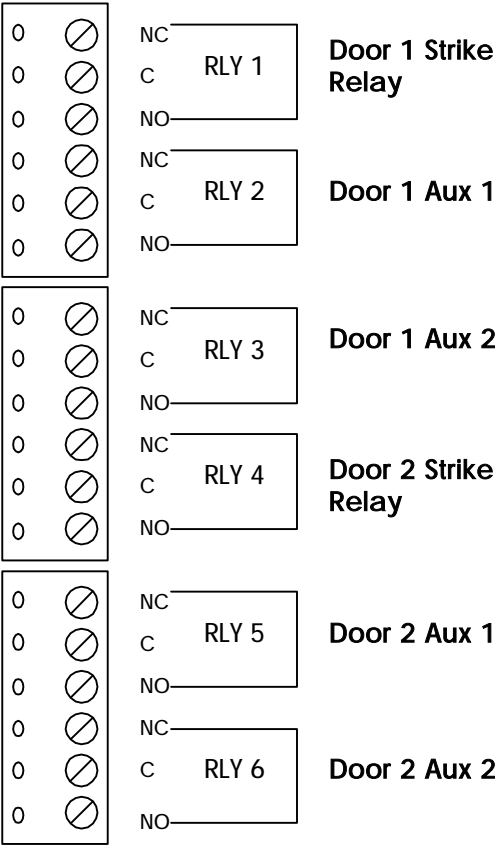 NC
RLY 1
C
NO
Door 1 Strike
Relay
NC
RLY 2
C
NO
Door 1 Aux 1
NC
RLY 3
C
NO
Door 1 Aux 2
NC
RLY 4
C
NO
Door 2 Strike
Relay
NC
RLY 5
C
NO
Door 2 Aux 1
NC
RLY 6
C
NO
Door 2 Aux 2